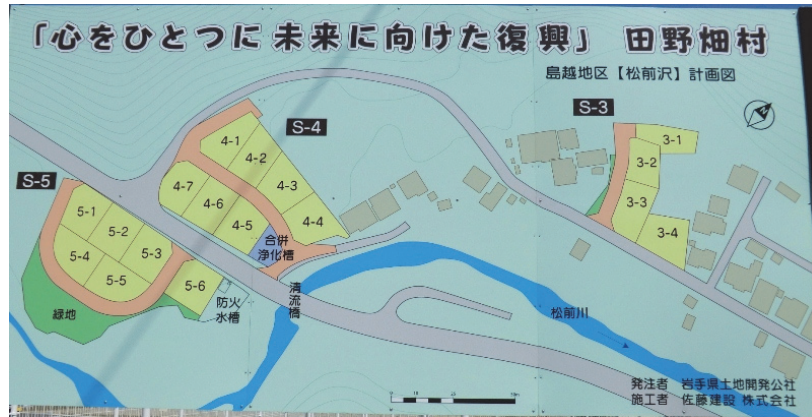 「心をひとつに 未来に向けた復興」 田野畑村
島越地区【松前沢】計画図
S-3
S-4
S-5
3-1
3-2
3-3
3-4
4-1
4-2
4-3
4-4
4-7
4-6
4-5
合併
浄化槽
5-1
5-2
5-3
5-4
5-5
5-6
防火
水槽
緑地
清流橋
松前川
発注者 岩手県土地開発公社
施工者 佐藤建設 株式会社